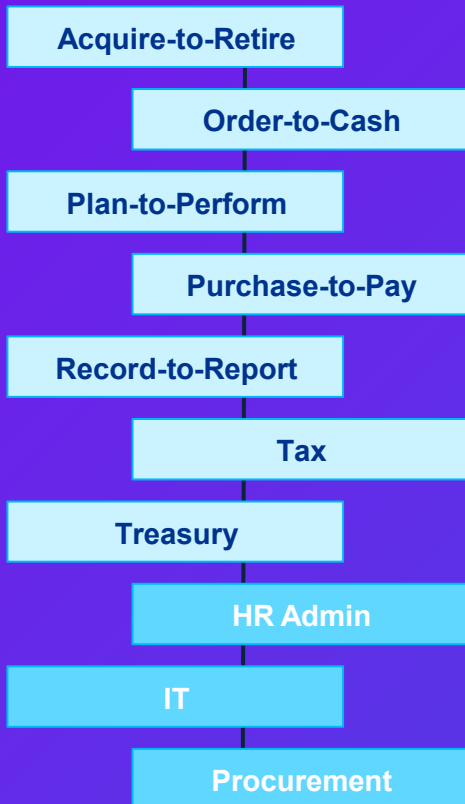 Acquire-to-Retire
Order-to-Cash
Plan-to-Perform
Purchase-to-Pay
Record-to-Report
Tax
Treasury
HR Admin
IT
Procurement